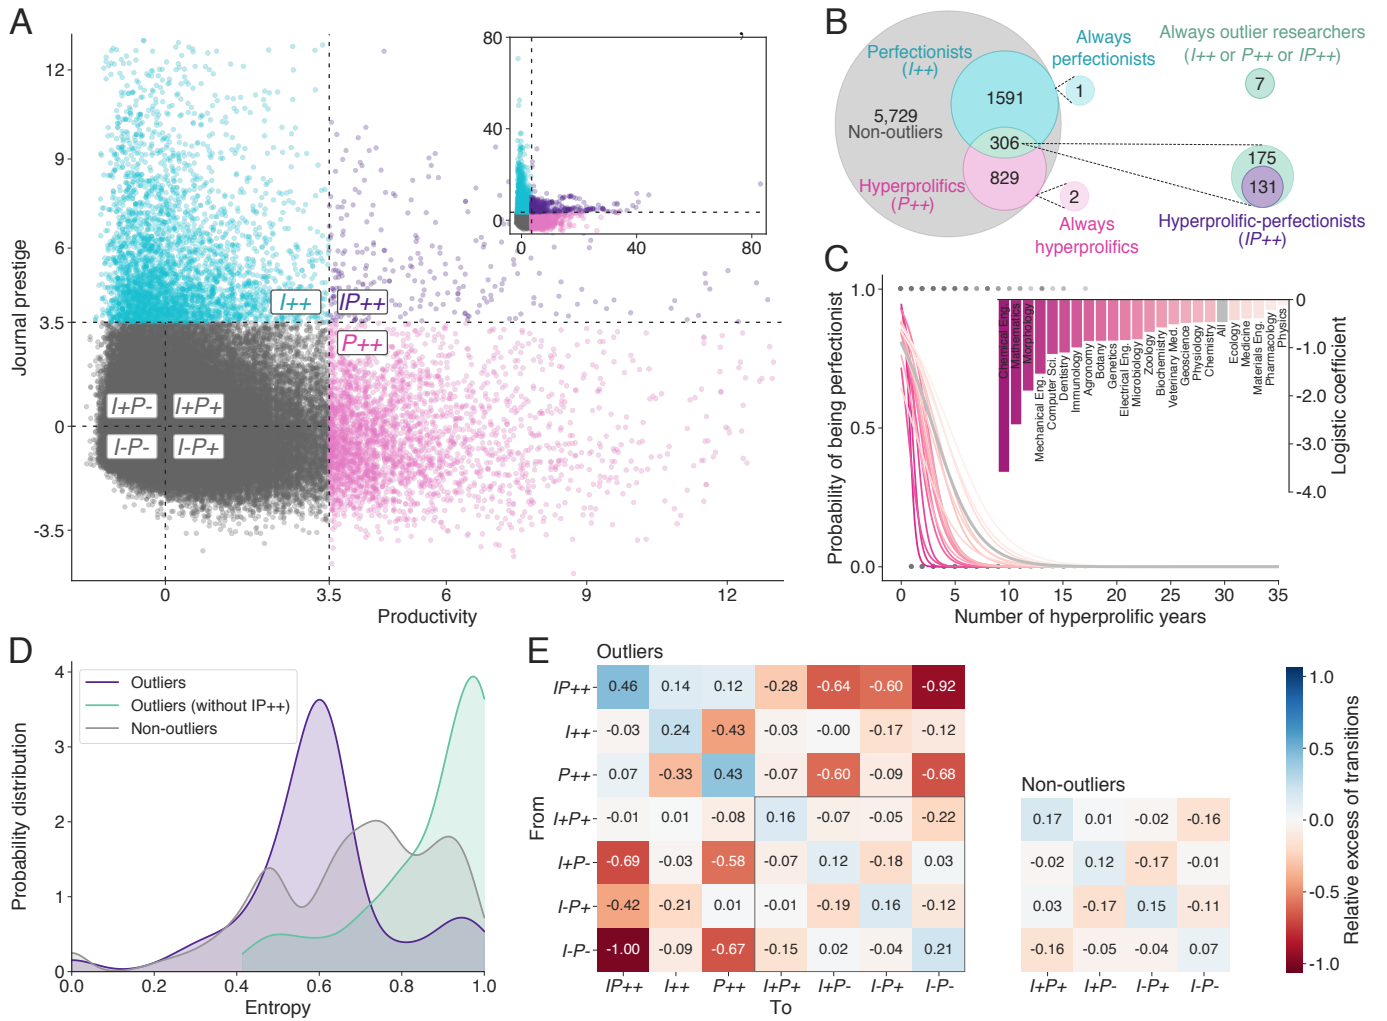 A
Journal prestige
12
9
6
3.5
0
-3.5
0
3.5
6
9
12
Productivity
I++
IP++
P++
I+P-
I+P+
I-P-
I-P+
80
40
0
0
40
80
B
Perfectionists
(I++)
5,729
Non-outliers
1591
306
829
Hyperprolifics
(P++)
Always
perfectionists
1
2
Always
hyperprolifics
Always outlier researchers
(I++ or P++ or IP++)
7
175
131
Hyperprolific-perfectionists
(IP++)
C
Probability of being perfectionist
1.0
0.5
0.0
0
5
10
15
20
25
30
35
Number of hyperprolific years
Chemical Eng.
Mathematics
Morphology
Mechanical Eng.
Computer Sci.
Dentistry
Immunology
Agronomy
Botany
Genetics
Electrical Eng.
Microbiology
Zoology
Biochemistry
Veterinary Med.
Geoscience
Physiology
Chemistry
All
Ecology
Medicine
Materials Eng.
Pharmacology
Physics
0
-1.0
-2.0
-3.0
-4.0
Logistic coefficient
D
Probability distribution
4
3
2
1
0
Outliers
Outliers (without IP++)
Non-outliers
0.0
0.2
0.4
0.6
0.8
1.0
Entropy
E
Outliers
From
IP++ 0.46 0.14 0.12 -0.28 -0.64 -0.60 -0.92
I++ -0.03 0.24 -0.43 -0.03 -0.00 -0.17 -0.12
P++ 0.07 -0.33 0.43 -0.07 -0.60 -0.09 -0.68
I+P+ -0.01 0.01 -0.08 0.16 -0.07 -0.05 -0.22
I+P- -0.69 -0.03 -0.58 -0.07 0.12 -0.18 0.03
I-P+ -0.42 -0.21 0.01 -0.01 -0.19 0.16 -0.12
I-P- -1.00 -0.09 -0.67 -0.15 0.02 -0.04 0.21
IP++ I++ P++ I+P+ I+P- I-P+ I-P-
To
Non-outliers
0.17 0.01 -0.02 -0.16
-0.02 0.12 -0.17 -0.01
0.03 -0.17 0.15 -0.11
-0.16 -0.05 -0.04 0.07
I+P+ I+P- I-P+ I-P-
1.0
0.5
0.0
-0.5
-1.0
Relative excess of transitions